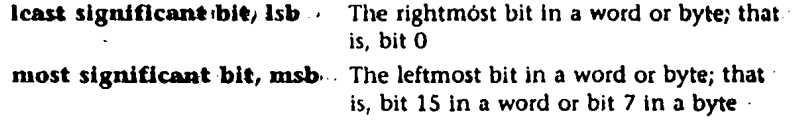 least significant bit, lsb The rightmost bit in a word or byte; that
is, bit 0
most significant bit, msb The leftmost bit in a word or byte; that
is, bit 15 in a word or bit 7 in a byte